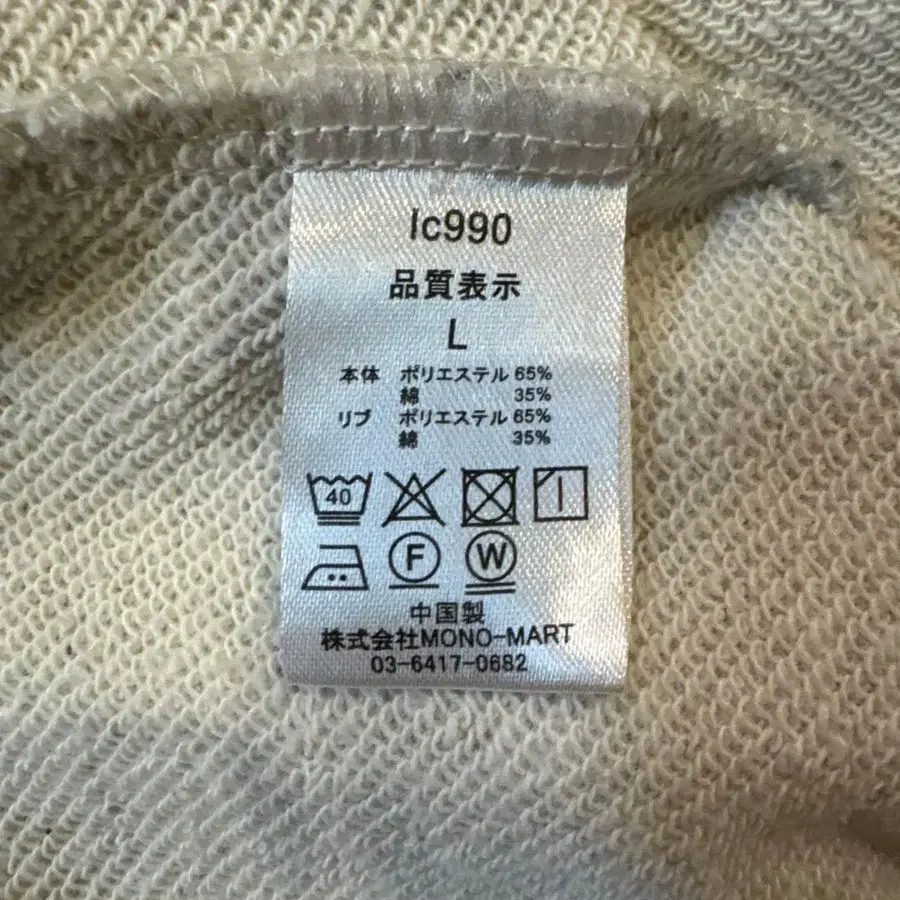 lc990
品質表示
L
本体 ポリエステル 65%
綿 35%
リブ ポリエステル 65%
綿 35%
40
F W
中国製
株式会社MONO-MART
03-6417-0682